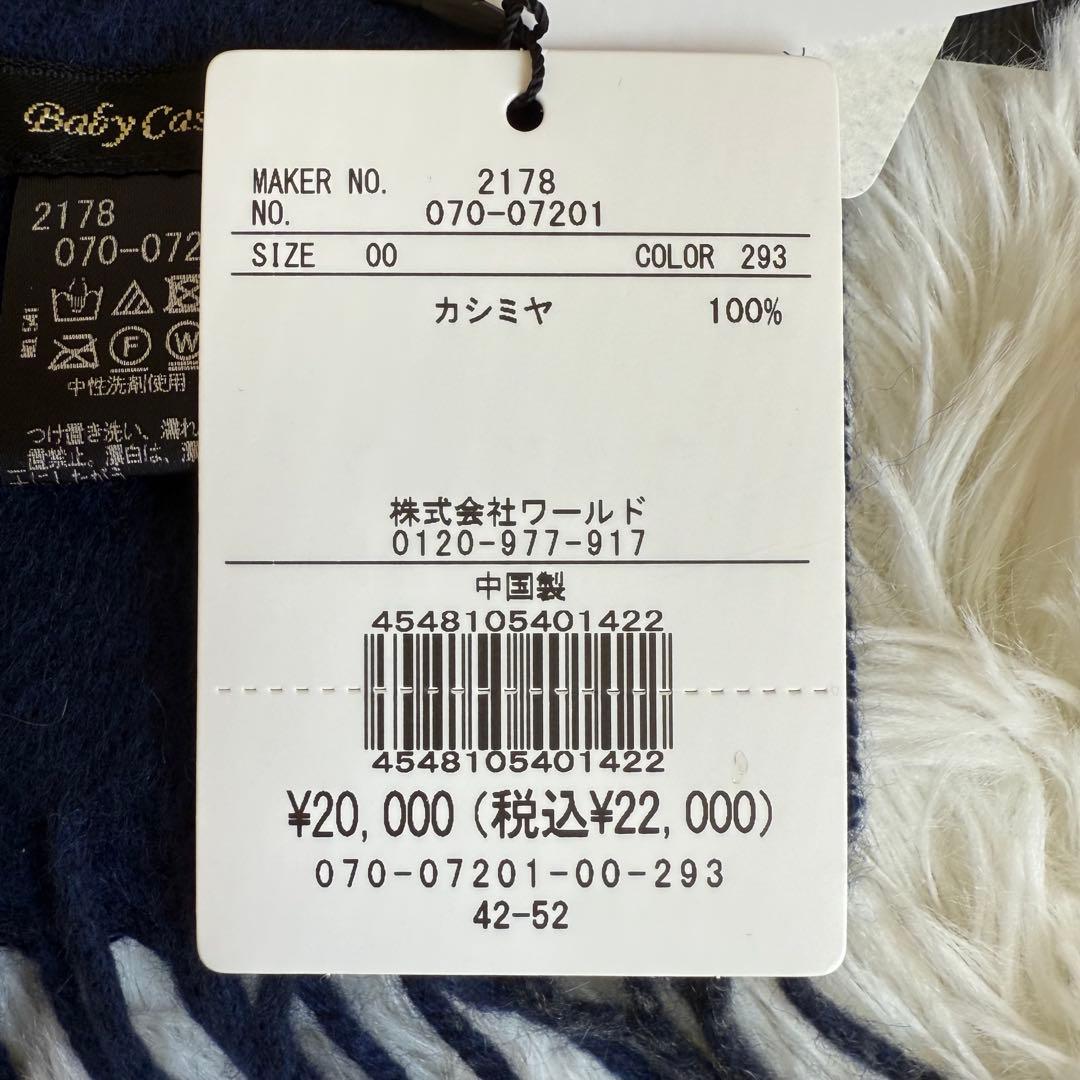 Baby Cas
2178
070-072
中性洗剤使用
つけ置き洗い、濡れ
MAKER NO. 2178
NO. 070-07201
SIZE 00 COLOR 293
カシミヤ 100%
株式会社ワールド
0120-977-917
中国製
4548105401422
4548105401422
¥20,000(税込¥22,000)
070-07201-00-293
42-52